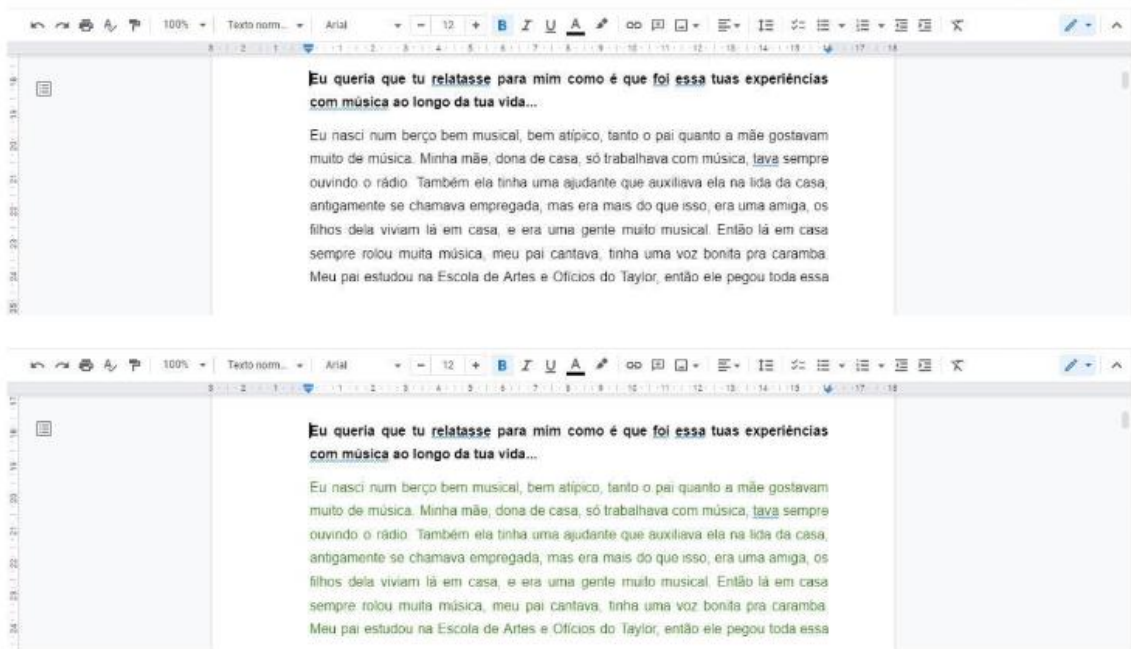 100% Texto norm... Arial 12 B I U A
Eu queria que tu relatasse para mim como é que foi essa tuas experiências
com música ao longo da tua vida...
Eu nasci num berço bem musical, bem atípico, tanto o pai quanto a mãe gostavam
muito de música. Minha mãe, dona de casa, só trabalhava com música, tava sempre
ouvindo o rádio. Também ela tinha uma ajudante que auxiliava ela na lida da casa,
antigamente se chamava empregada, mas era mais do que isso, era uma amiga, os
filhos dela viviam lá em casa, e era uma gente muito musical. Então lá em casa
sempre rolou muita música, meu pai cantava, tinha uma voz bonita pra caramba.
Meu pai estudou na Escola de Artes e Ofícios do Taylor, então ele pegou toda essa
100% Texto norm... Arial 12 B I U A
Eu queria que tu relatasse para mim como é que foi essa tuas experiências
com música ao longo da tua vida...
Eu nasci num berço bem musical, bem atípico, tanto o pai quanto a mãe gostavam
muito de música. Minha mãe, dona de casa, só trabalhava com música, tava sempre
ouvindo o rádio. Também ela tinha uma ajudante que auxiliava ela na lida da casa,
antigamente se chamava empregada, mas era mais do que isso, era uma amiga, os
filhos dela viviam lá em casa, e era uma gente muito musical. Então lá em casa
sempre rolou muita música, meu pai cantava, tinha uma voz bonita pra caramba.
Meu pai estudou na Escola de Artes e Ofícios do Taylor, então ele pegou toda essa